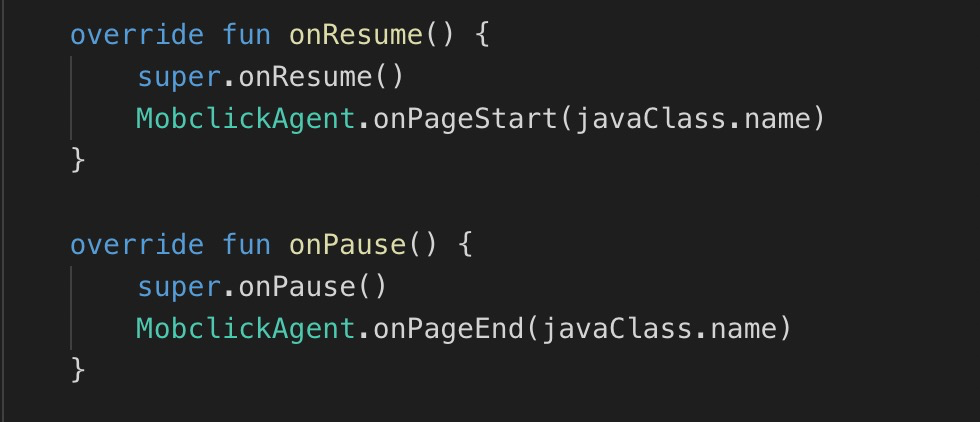 override fun onResume() {
    super.onResume()
    MobclickAgent.onPageStart(javaClass.name)
}

override fun onPause() {
    super.onPause()
    MobclickAgent.onPageEnd(javaClass.name)
}